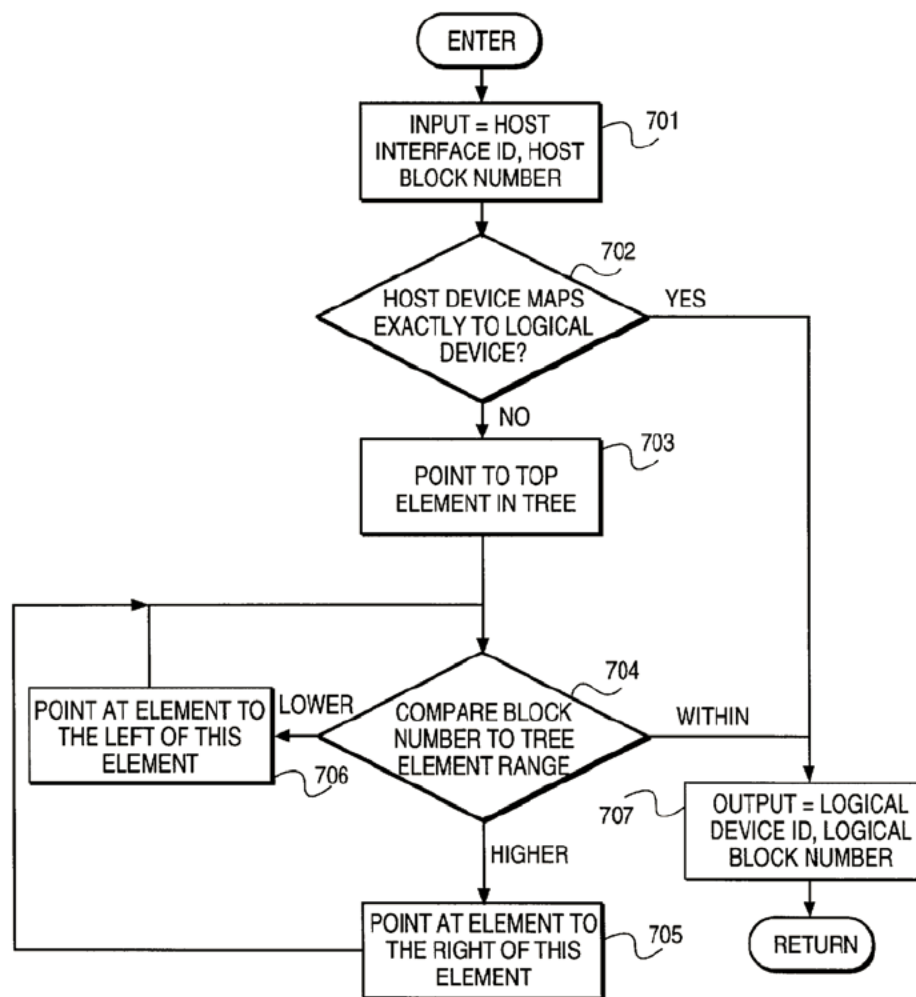 ENTER
INPUT = HOST
INTERFACE ID, HOST
BLOCK NUMBER
701
702
HOST DEVICE MAPS
EXACTLY TO LOGICAL
DEVICE?
YES
NO
703
POINT TO TOP
ELEMENT IN TREE
704
COMPARE BLOCK
NUMBER TO TREE
ELEMENT RANGE
LOWER
WITHIN
POINT AT ELEMENT TO
THE LEFT OF THIS
ELEMENT
706
HIGHER
707
OUTPUT = LOGICAL
DEVICE ID, LOGICAL
BLOCK NUMBER
POINT AT ELEMENT TO
THE RIGHT OF THIS
ELEMENT
705
RETURN